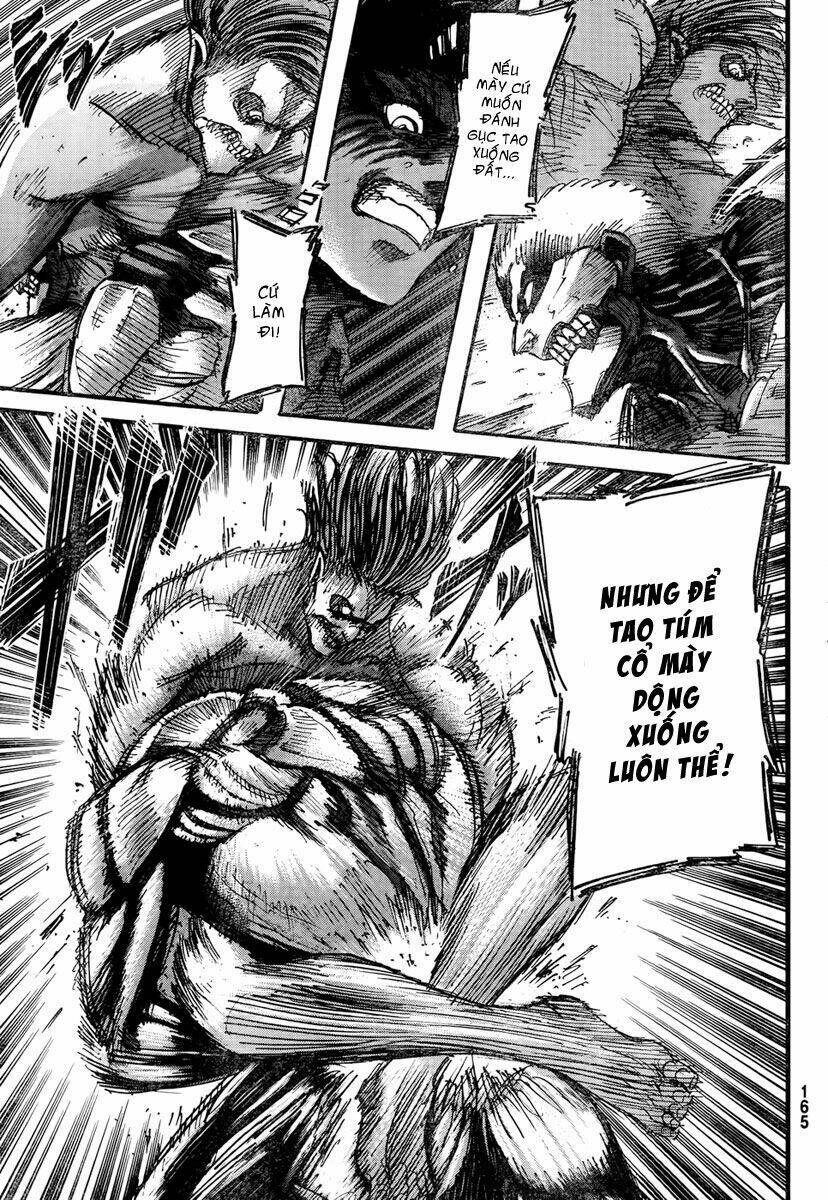 NẾU
MÀY CỨ
MUỐN
ĐÁNH
GỤC TAO
XUỐNG
ĐẤT...
CỨ
LÀM
ĐI!
NHƯNG ĐỂ
TAO TÚM
CỔ MÀY
DỘNG
XUỐNG
LUÔN THỂ!
165